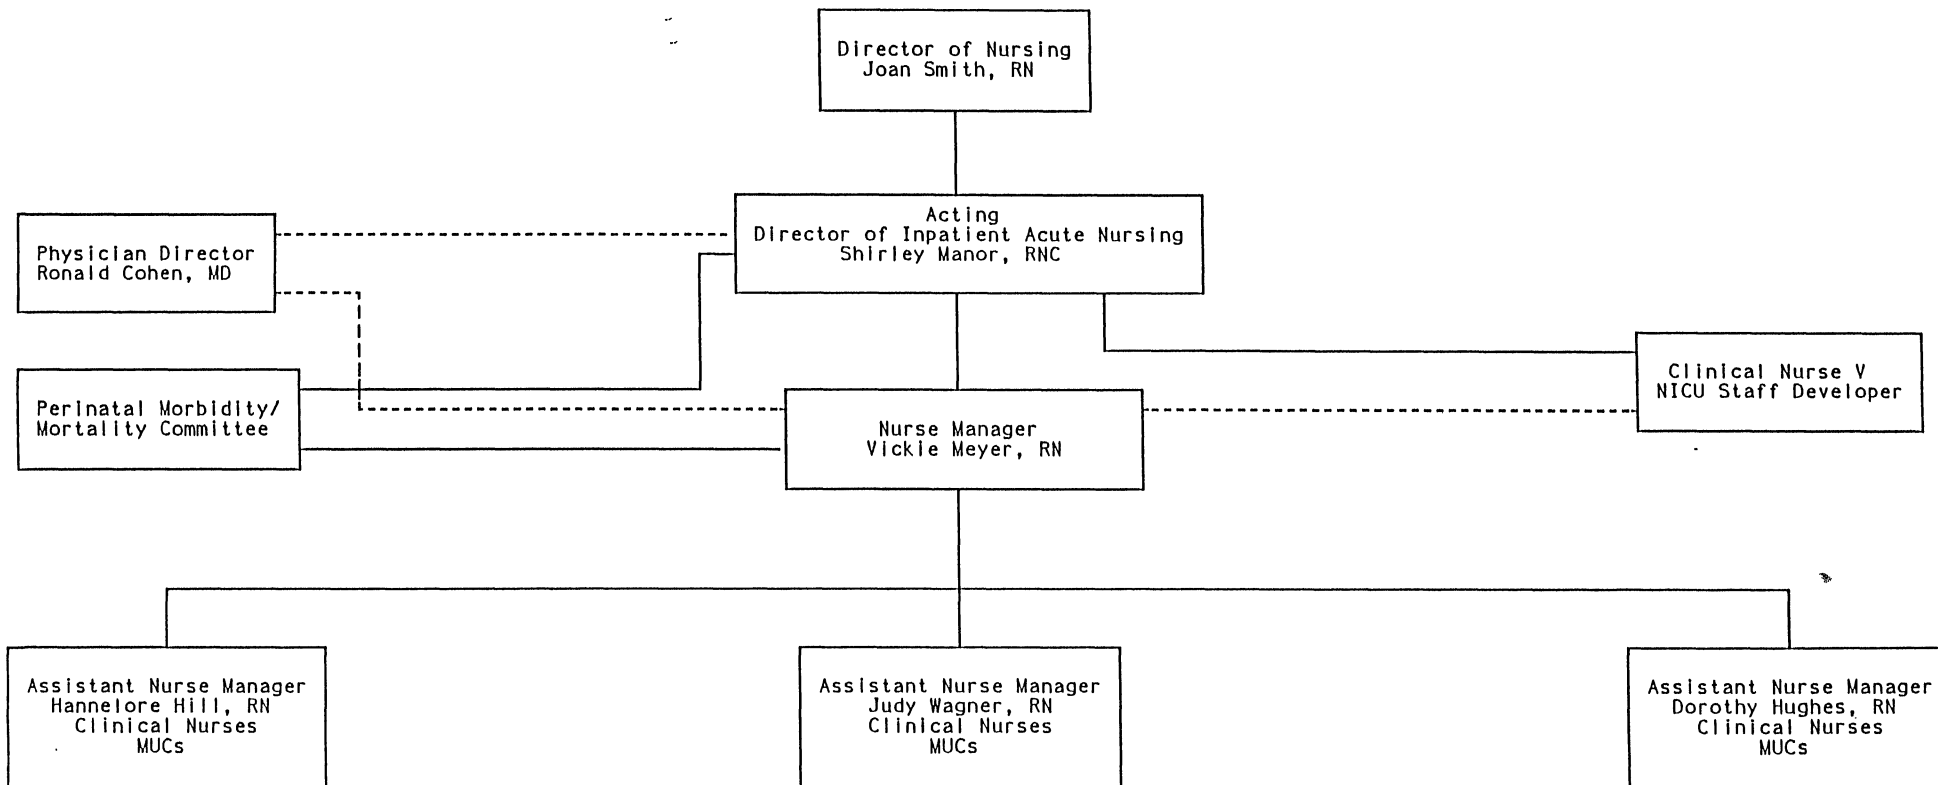 Director of Nursing
Joan Smith, RN
Acting
Director of Inpatient Acute Nursing
Shirley Manor, RNC
Physician Director
Ronald Cohen, MD
Clinical Nurse V
NICU Staff Developer
Perinatal Morbidity/
Mortality Committee
Nurse Manager
Vickie Meyer, RN
Assistant Nurse Manager
Hannelore Hill, RN
Clinical Nurses
MUCs
Assistant Nurse Manager
Judy Wagner, RN
Clinical Nurses
MUCs
Assistant Nurse Manager
Dorothy Hughes, RN
Clinical Nurses
MUCs